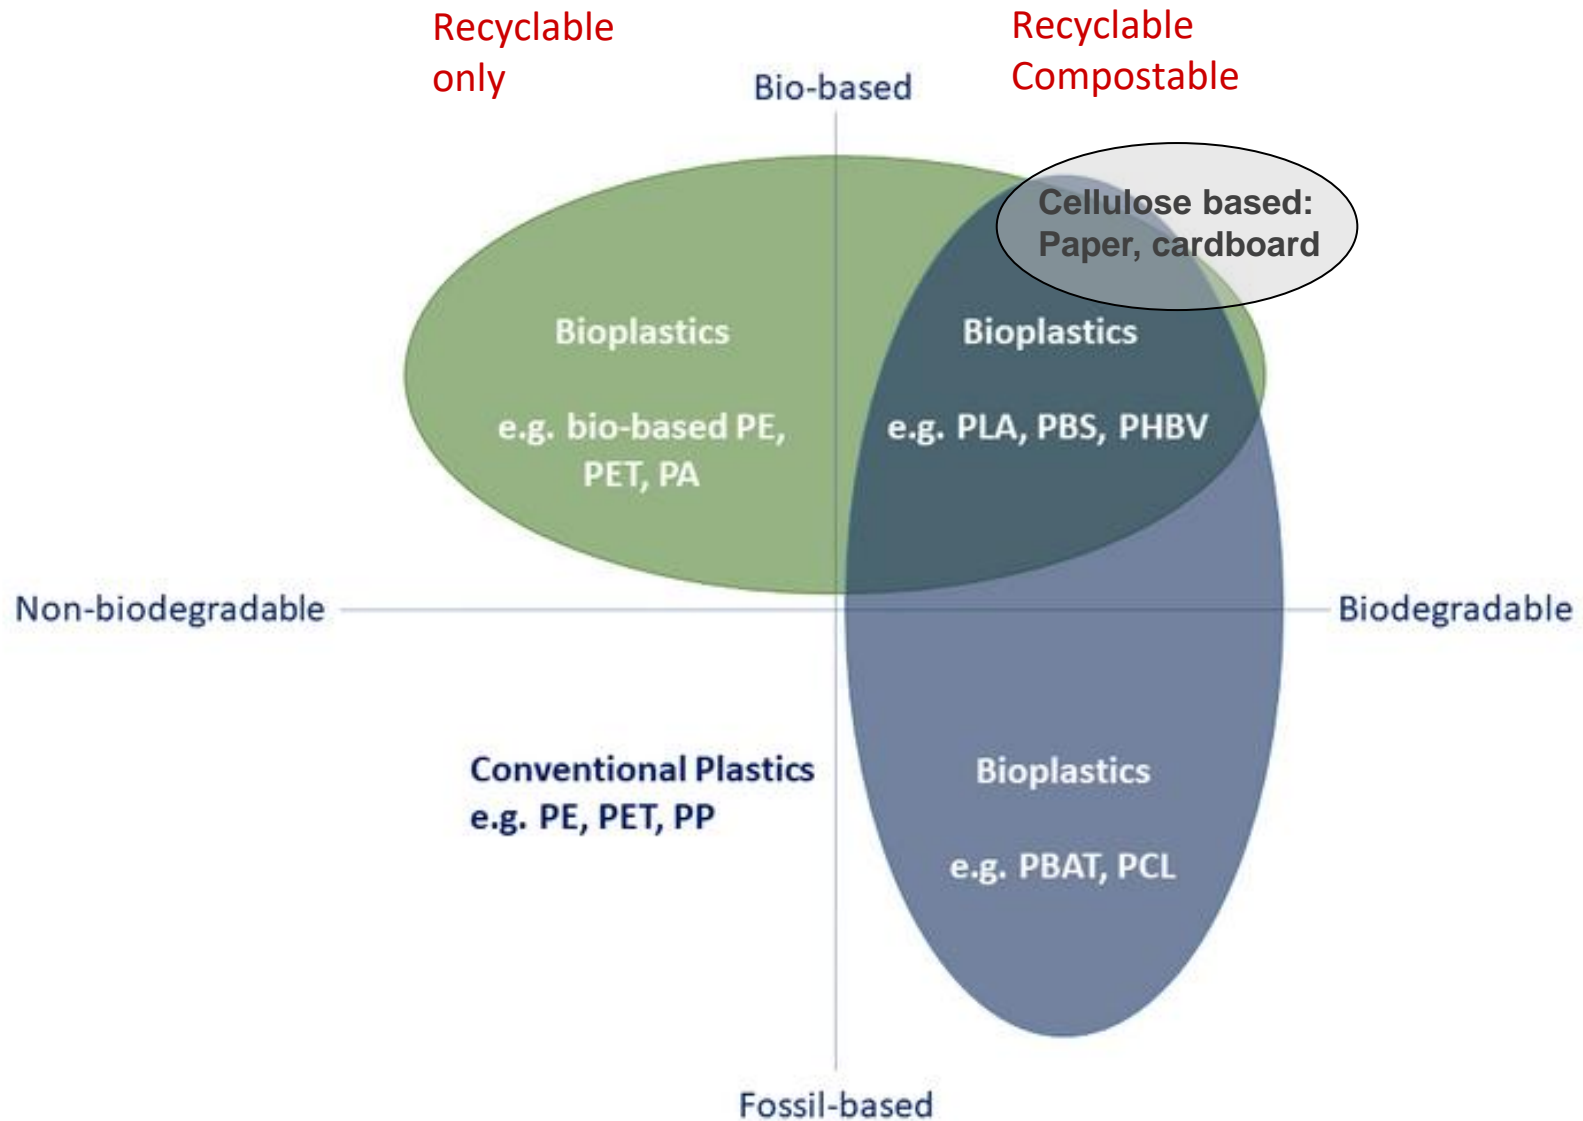 Recyclable
only
Recyclable
Compostable
Bio-based
Cellulose based:
Paper, cardboard
Bioplastics
e.g. bio-based PE,
PET, PA
Bioplastics
e.g. PLA, PBS, PHBV
Non-biodegradable
Biodegradable
Conventional Plastics
e.g. PE, PET, PP
Bioplastics
e.g. PBAT, PCL
Fossil-based